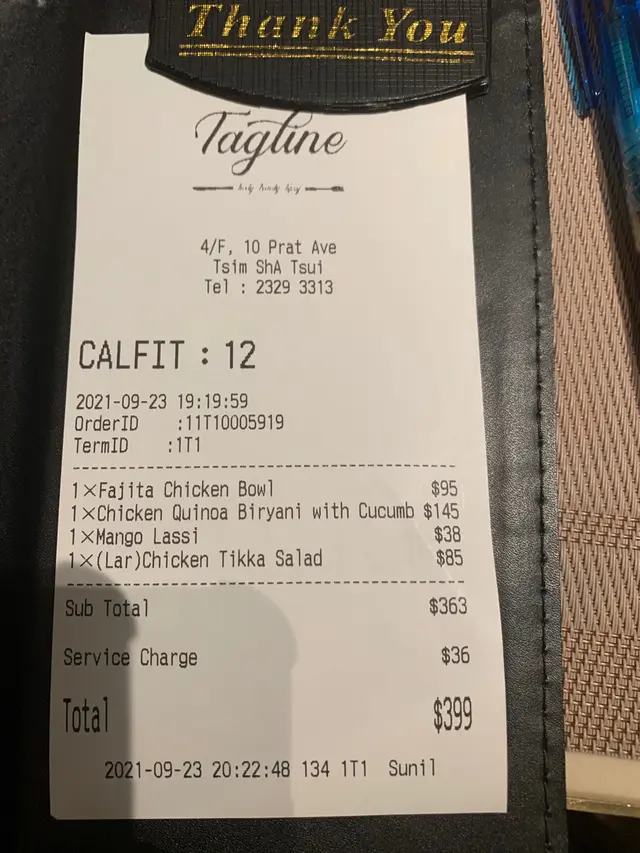 Thank You
Tagline
4/F, 10 Prat Ave
Tsim ShA Tsui
Tel : 2329 3313
CALFIT : 12
2021-09-23 19:19:59
OrderID :11T10005919
TermID :1T1
1×Fajita Chicken Bowl $95
1×Chicken Quinoa Biryani with Cucumb $145
1×Mango Lassi $38
1×(Lar)Chicken Tikka Salad $85
Sub Total $363
Service Charge $36
Total $399
2021-09-23 20:22:48 134 1T1 Sunil